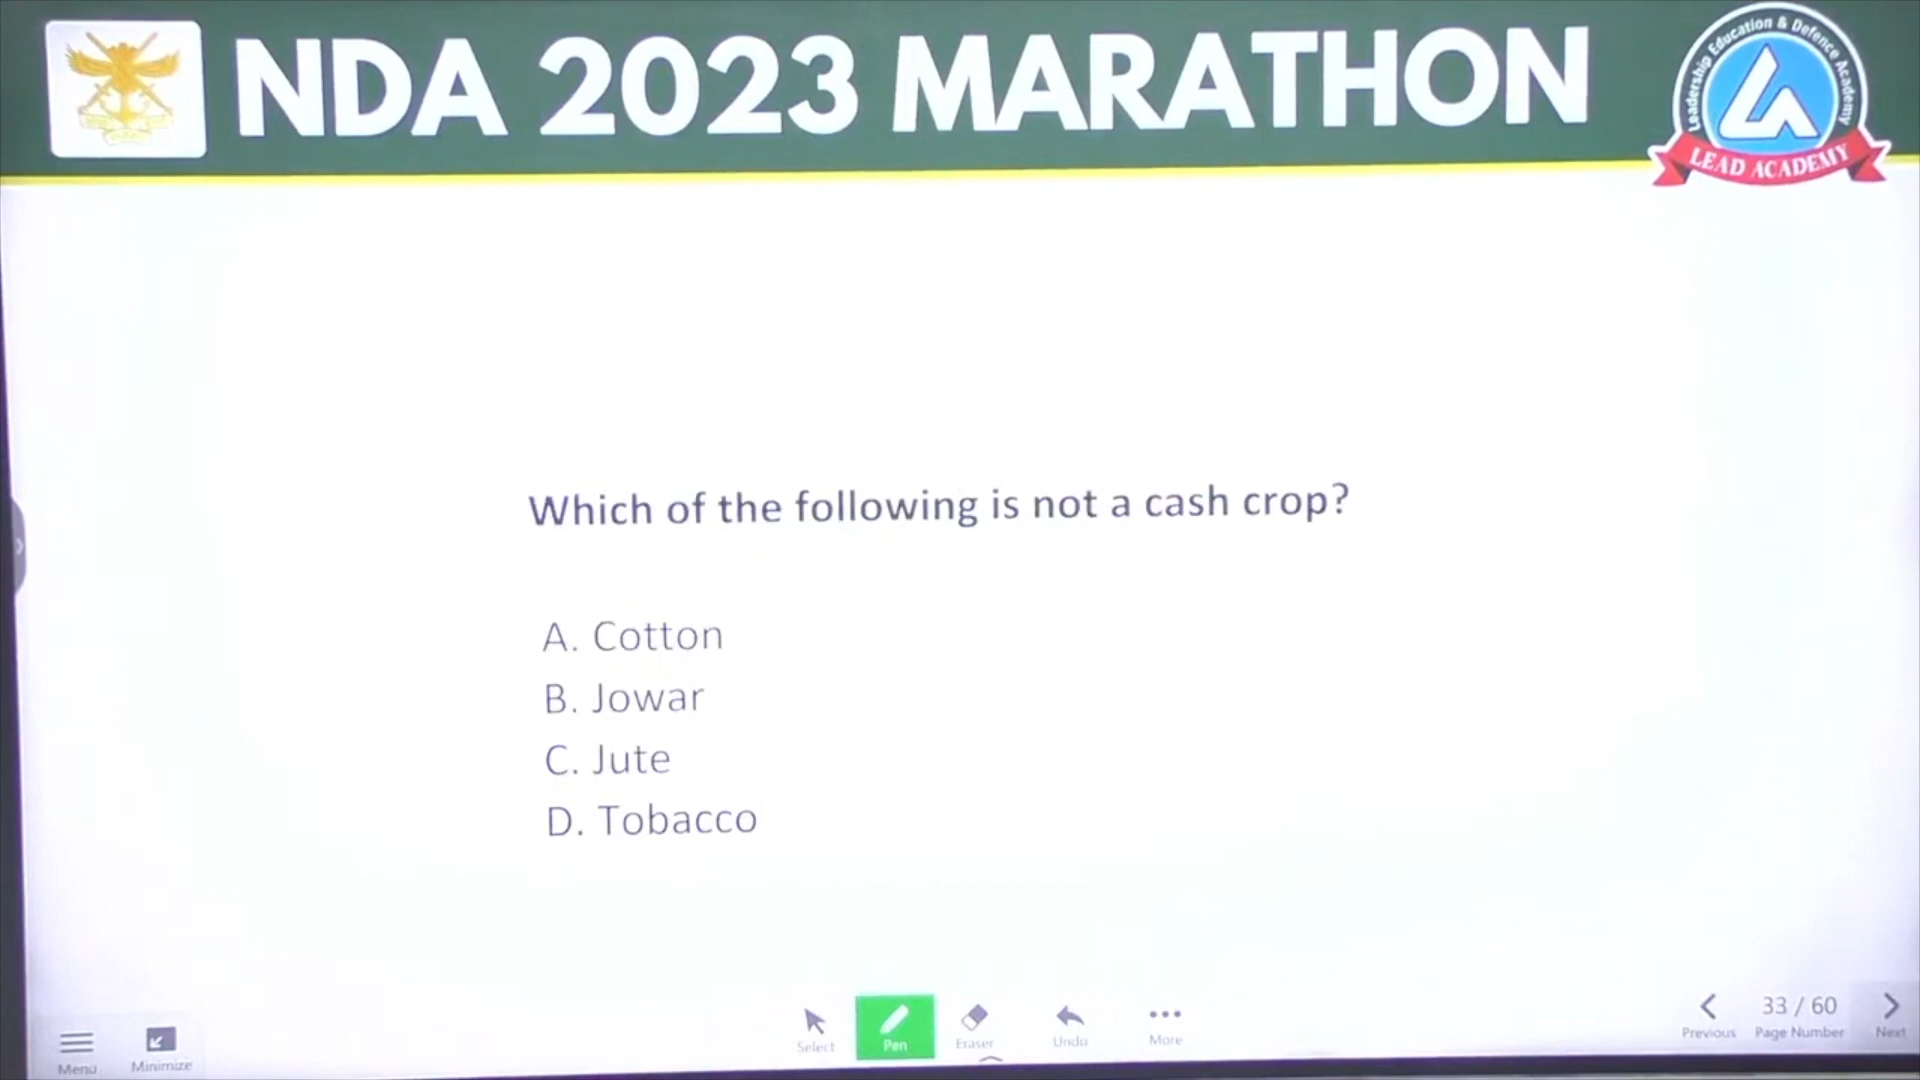 NDA 2023 MARATHON
Leadership Education & Defence Academy
LEAD ACADEMY
Which of the following is not a cash crop?
A. Cotton
B. Jowar
C. Jute
D. Tobacco
Menu
Minimize
Select
Pen
Eraser
Undo
More
33 / 60
Previous
Page Number
Next